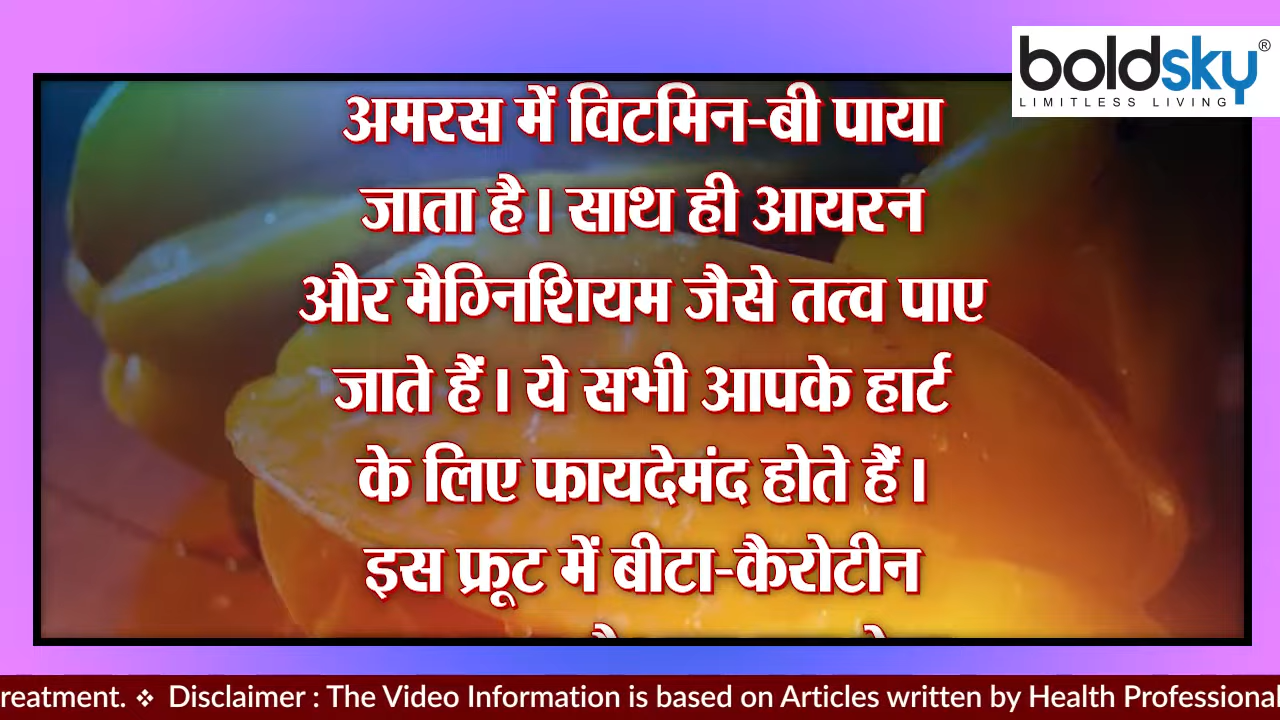 boldsky®
LIMITLESS LIVING
अमरस में विटमिन-बी पाया
जाता है। साथ ही आयरन
और मैग्निशियम जैसे तत्व पाए
जाते हैं। ये सभी आपके हार्ट
के लिए फायदेमंद होते हैं।
इस फ्रूट में बीटा-कैरोटीन
reatment. ❖ Disclaimer : The Video Information is based on Articles written by Health Professional